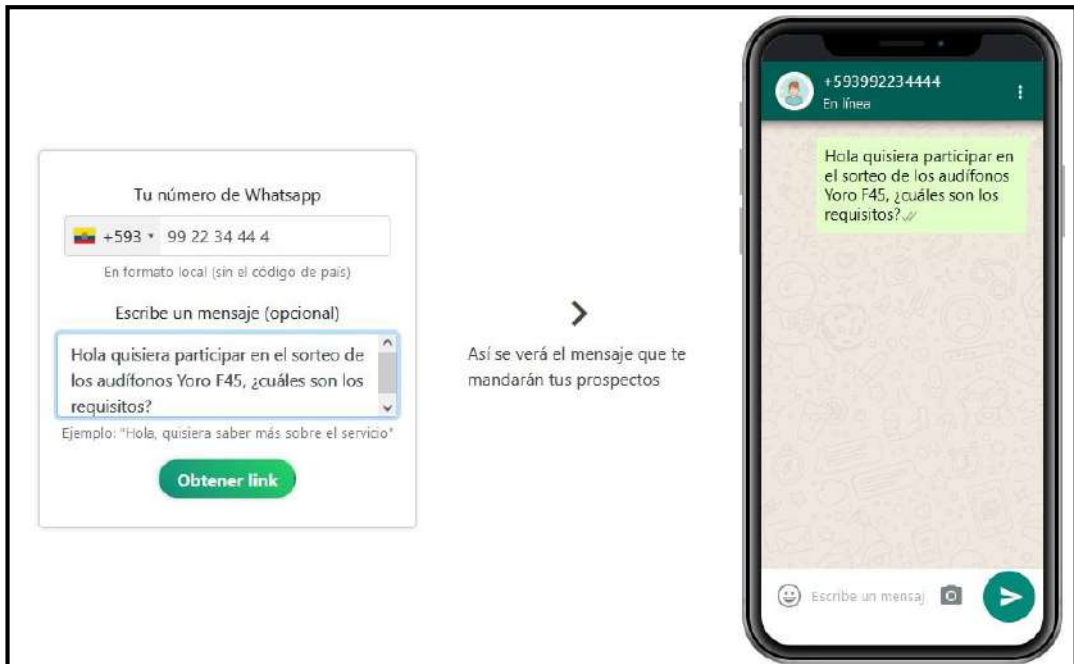 Tu número de Whatsapp
+593 99 22 34 44 4
En formato local (sin el código de país)
Escribe un mensaje (opcional)
Hola quisiera participar en el sorteo de
los audífonos Yoro F45, ¿cuáles son los
requisitos?
Ejemplo: "Hola, quisiera saber más sobre el servicio"
Obtener link
Así se verá el mensaje que te
mandarán tus prospectos
+593992234444
En línea
Hola quisiera participar en
el sorteo de los audífonos
Yoro F45, ¿cuáles son los
requisitos?
Escribe un mensaj